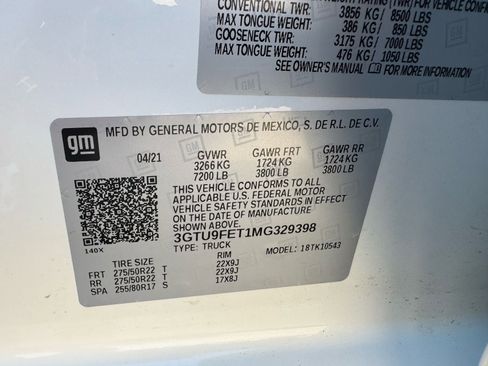 CONVENTIONAL TWR: 3856 KG/ 8500 LBS
MAX TONGUE WEIGHT: 386 KG/ 850 LBS
GOOSENECK TWR: 3175 KG/ 7000 LBS
MAX TONGUE WEIGHT: 476 KG/ 1050 LBS
SEE OWNER'S MANUAL FOR MORE INFORMATION
gm
MFD BY GENERAL MOTORS DE MEXICO, S. DE R.L. DE C.V.
04/21 GVWR GAWR FRT GAWR RR
3266 KG 1724 KG 1724 KG
7200 LB 3800 LB 3800 LB
THIS VEHICLE CONFORMS TO ALL
APPLICABLE U.S. FEDERAL MOTOR
VEHICLE SAFETY STANDARDS IN EFFECT
ON THE DATE OF MANUFACTURE SHOWN ABOVE.
3GTU9FET1MG329398
140X
TYPE: TRUCK MODEL: 18TK10543
TIRE SIZE RIM
FRT 275/50R22 T 22X9J
RR 275/50R22 T 22X9J
SPA 255/80R17 S 17X8J